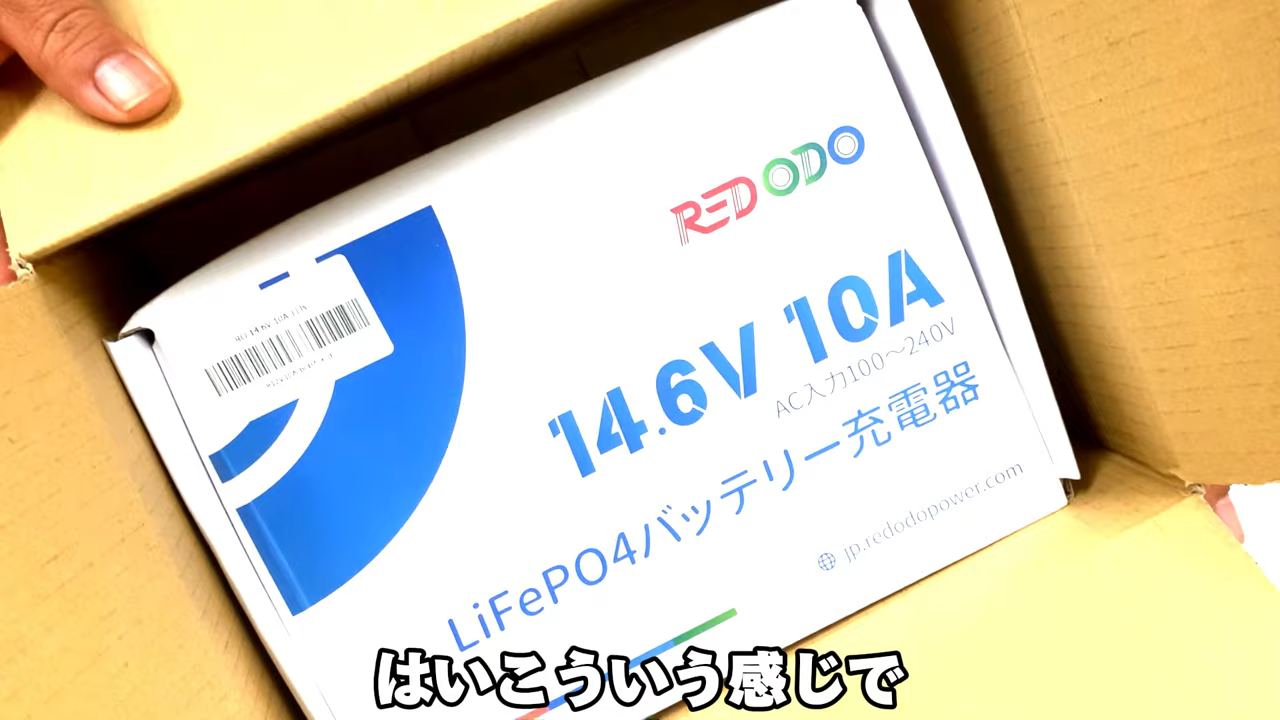 REDODO
14.6V 10A
AC入力100～240V
LiFePO4バッテリー充電器
jp.redodopower.com
はいこういう感じで